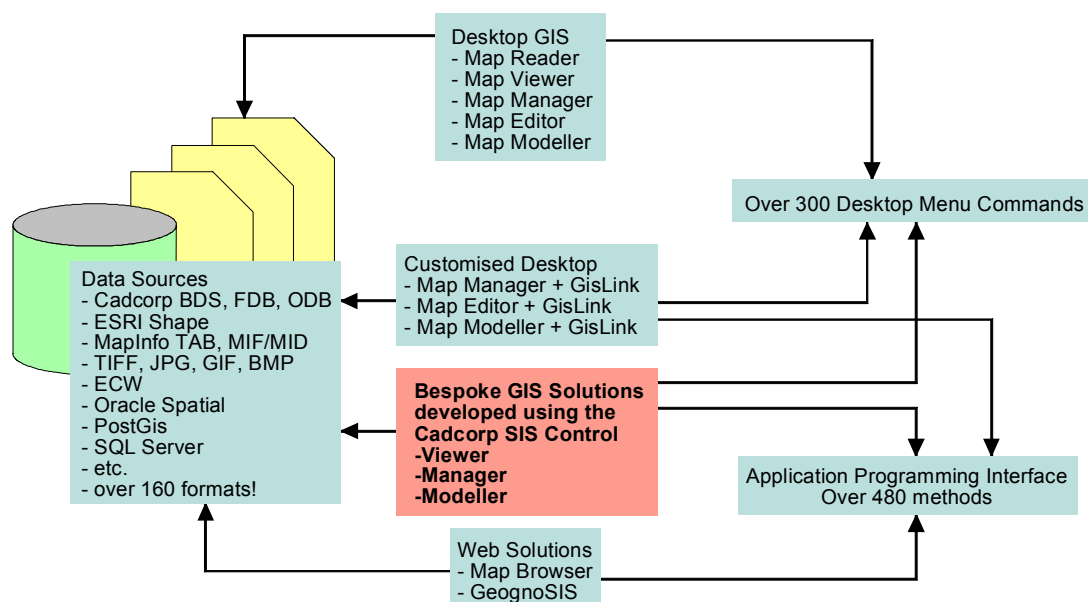 Desktop GIS
- Map Reader
- Map Viewer
- Map Manager
- Map Editor
- Map Modeller
Over 300 Desktop Menu Commands
Data Sources
- Cadcorp BDS, FDB, ODB
- ESRI Shape
- MapInfo TAB, MIF/MID
- TIFF, JPG, GIF, BMP
- ECW
- Oracle Spatial
- PostGis
- SQL Server
- etc.
- over 160 formats!
Customised Desktop
- Map Manager + GisLink
- Map Editor + GisLink
- Map Modeller + GisLink
Bespoke GIS Solutions
developed using the
Cadcorp SIS Control
-Viewer
-Manager
-Modeller
Application Programming Interface
Over 480 methods
Web Solutions
- Map Browser
- GeognoSIS